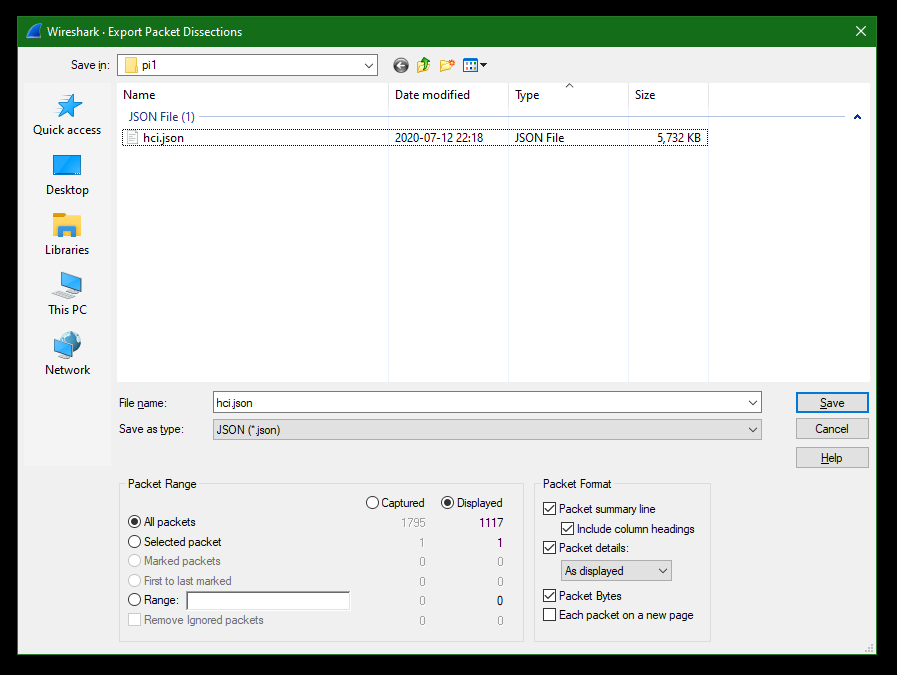 Wireshark · Export Packet Dissections
Save in: pi1
Name Date modified Type Size
JSON File (1)
hci.json 2020-07-12 22:18 JSON File 5,732 KB
Quick access
Desktop
Libraries
This PC
Network
File name: hci.json Save
Save as type: JSON (*.json) Cancel
Help
Packet Range
Captured Displayed
All packets 1795 1117
Selected packet 1 1
Marked packets 0 0
First to last marked 0 0
Range: 0 0
Remove Ignored packets 0 0
Packet Format
Packet summary line
Include column headings
Packet details:
As displayed
Packet Bytes
Each packet on a new page